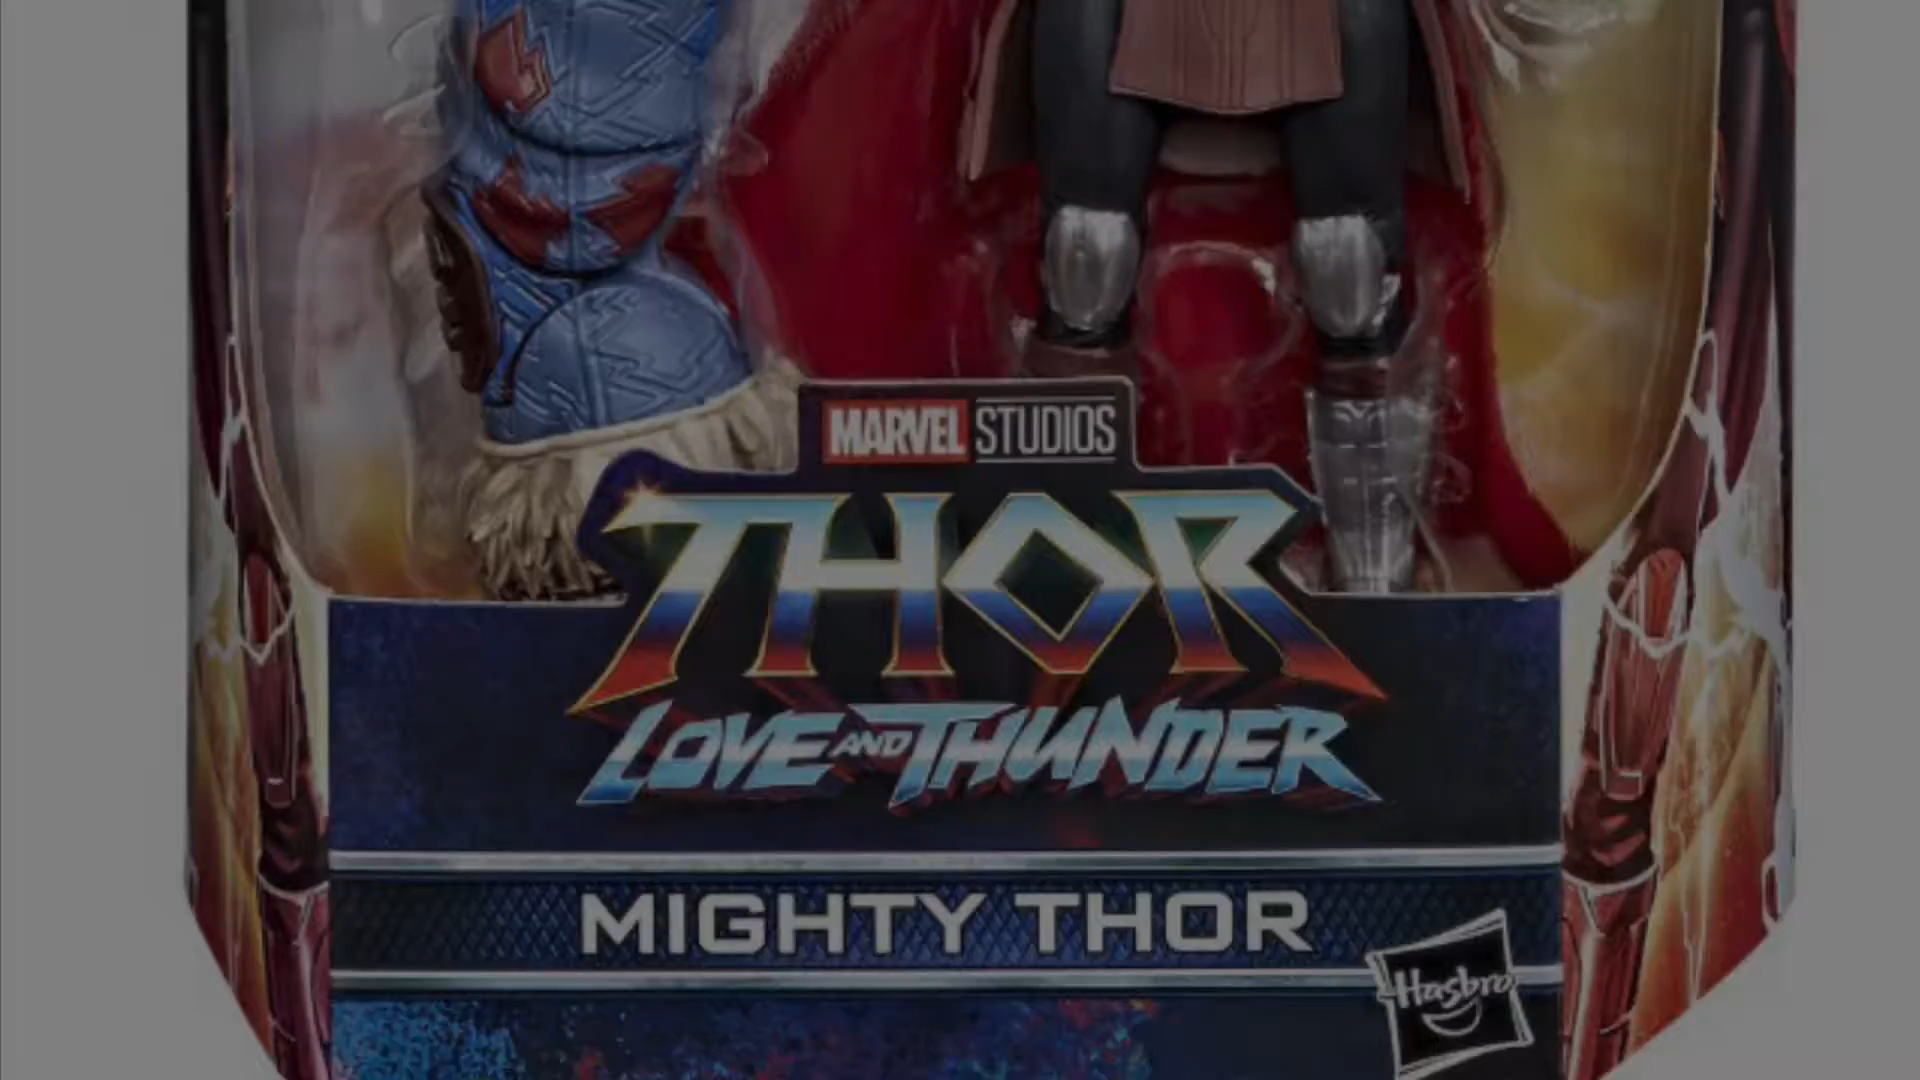 MARVEL STUDIOS
THOR
LOVE AND THUNDER
MIGHTY THOR
Hasbro